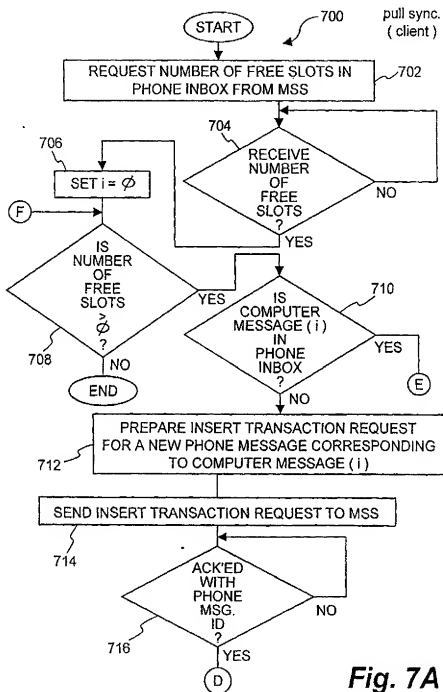 START
700
pull sync.
( client )
REQUEST NUMBER OF FREE SLOTS IN
PHONE INBOX FROM MSS
702
704
706
RECEIVE
NUMBER
OF
FREE
SLOTS
?
NO
YES
SET i = Ø
F
IS
NUMBER
OF
FREE
SLOTS
> Ø
?
YES
708
NO
END
710
IS
COMPUTER
MESSAGE ( i )
IN
PHONE
INBOX
?
YES
E
NO
PREPARE INSERT TRANSACTION REQUEST
FOR A NEW PHONE MESSAGE CORRESPONDING
TO COMPUTER MESSAGE ( i )
712
SEND INSERT TRANSACTION REQUEST TO MSS
714
ACK'ED
WITH
PHONE
MSG.
ID
?
NO
716
YES
D
Fig. 7A